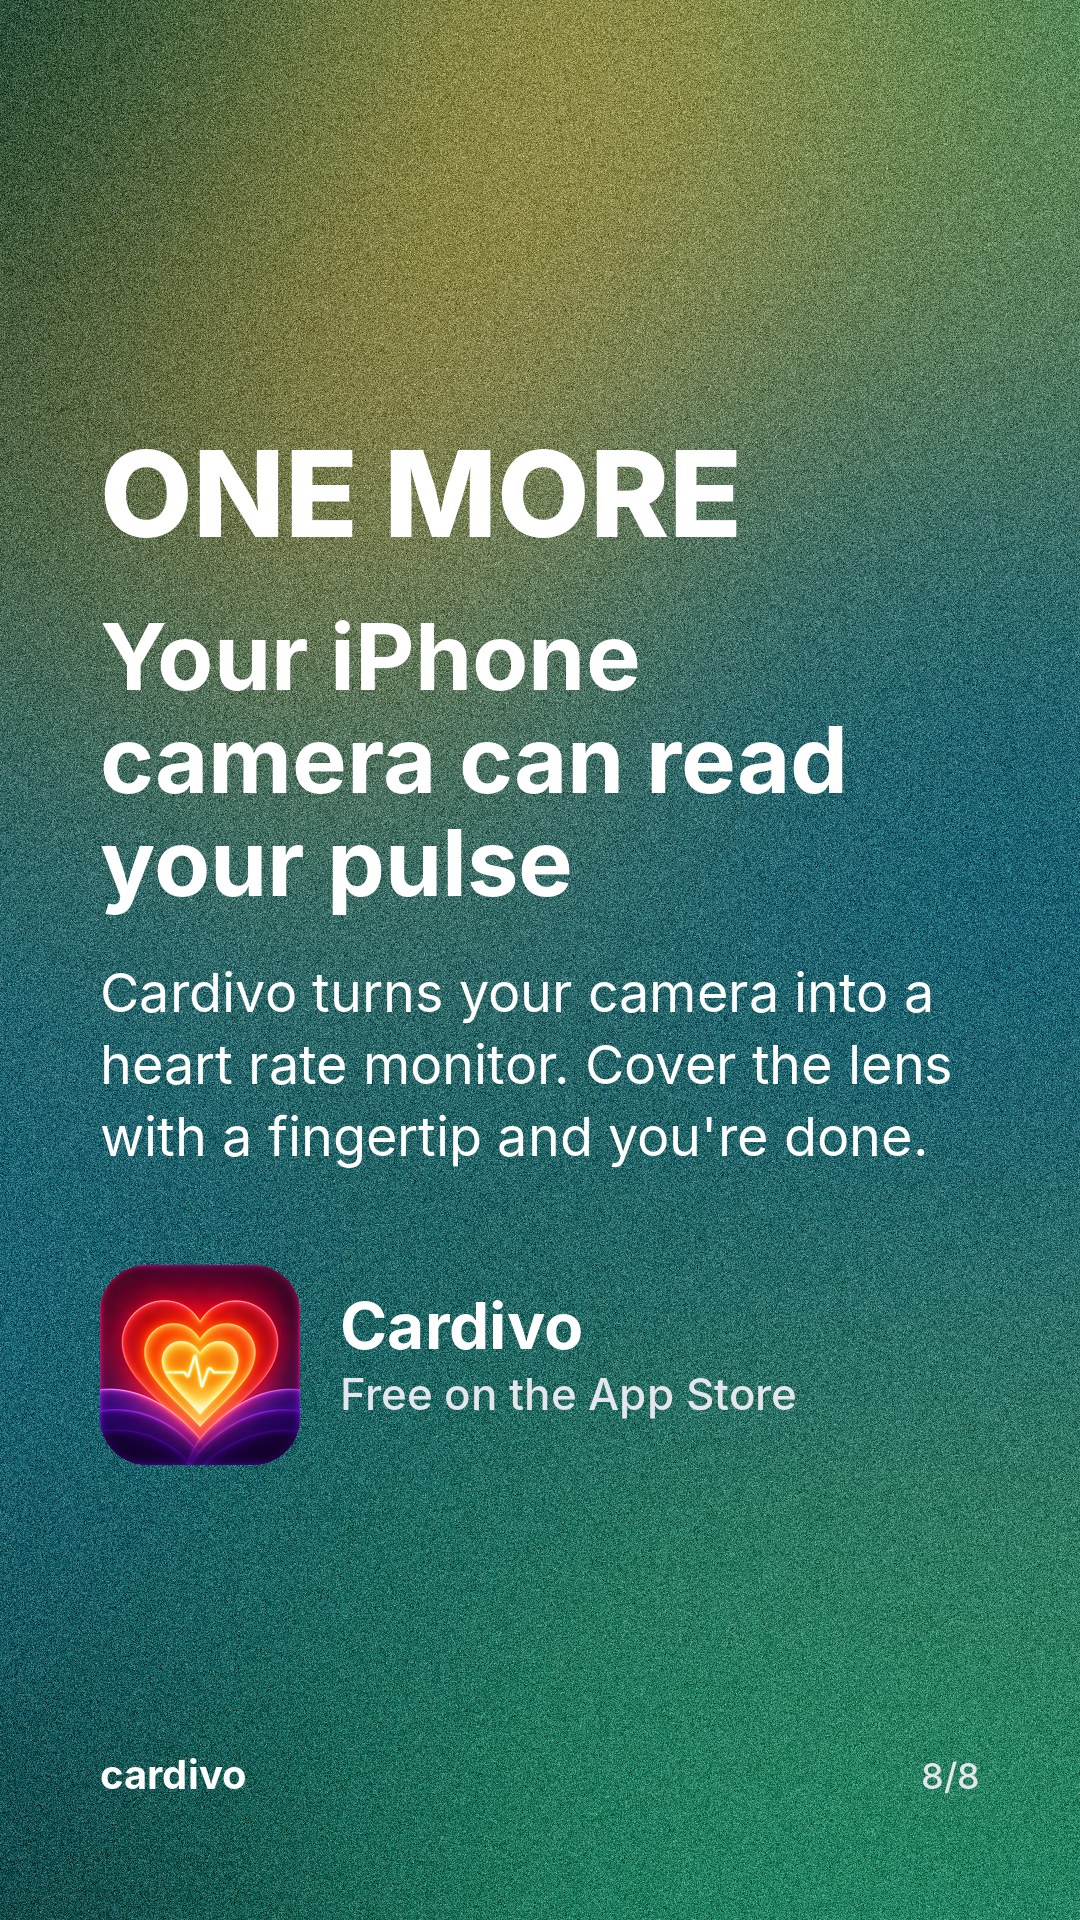 ONE MORE
Your iPhone
camera can read
your pulse
Cardivo turns your camera into a
heart rate monitor. Cover the lens
with a fingertip and you're done.
Cardivo
Free on the App Store
cardivo
8/8